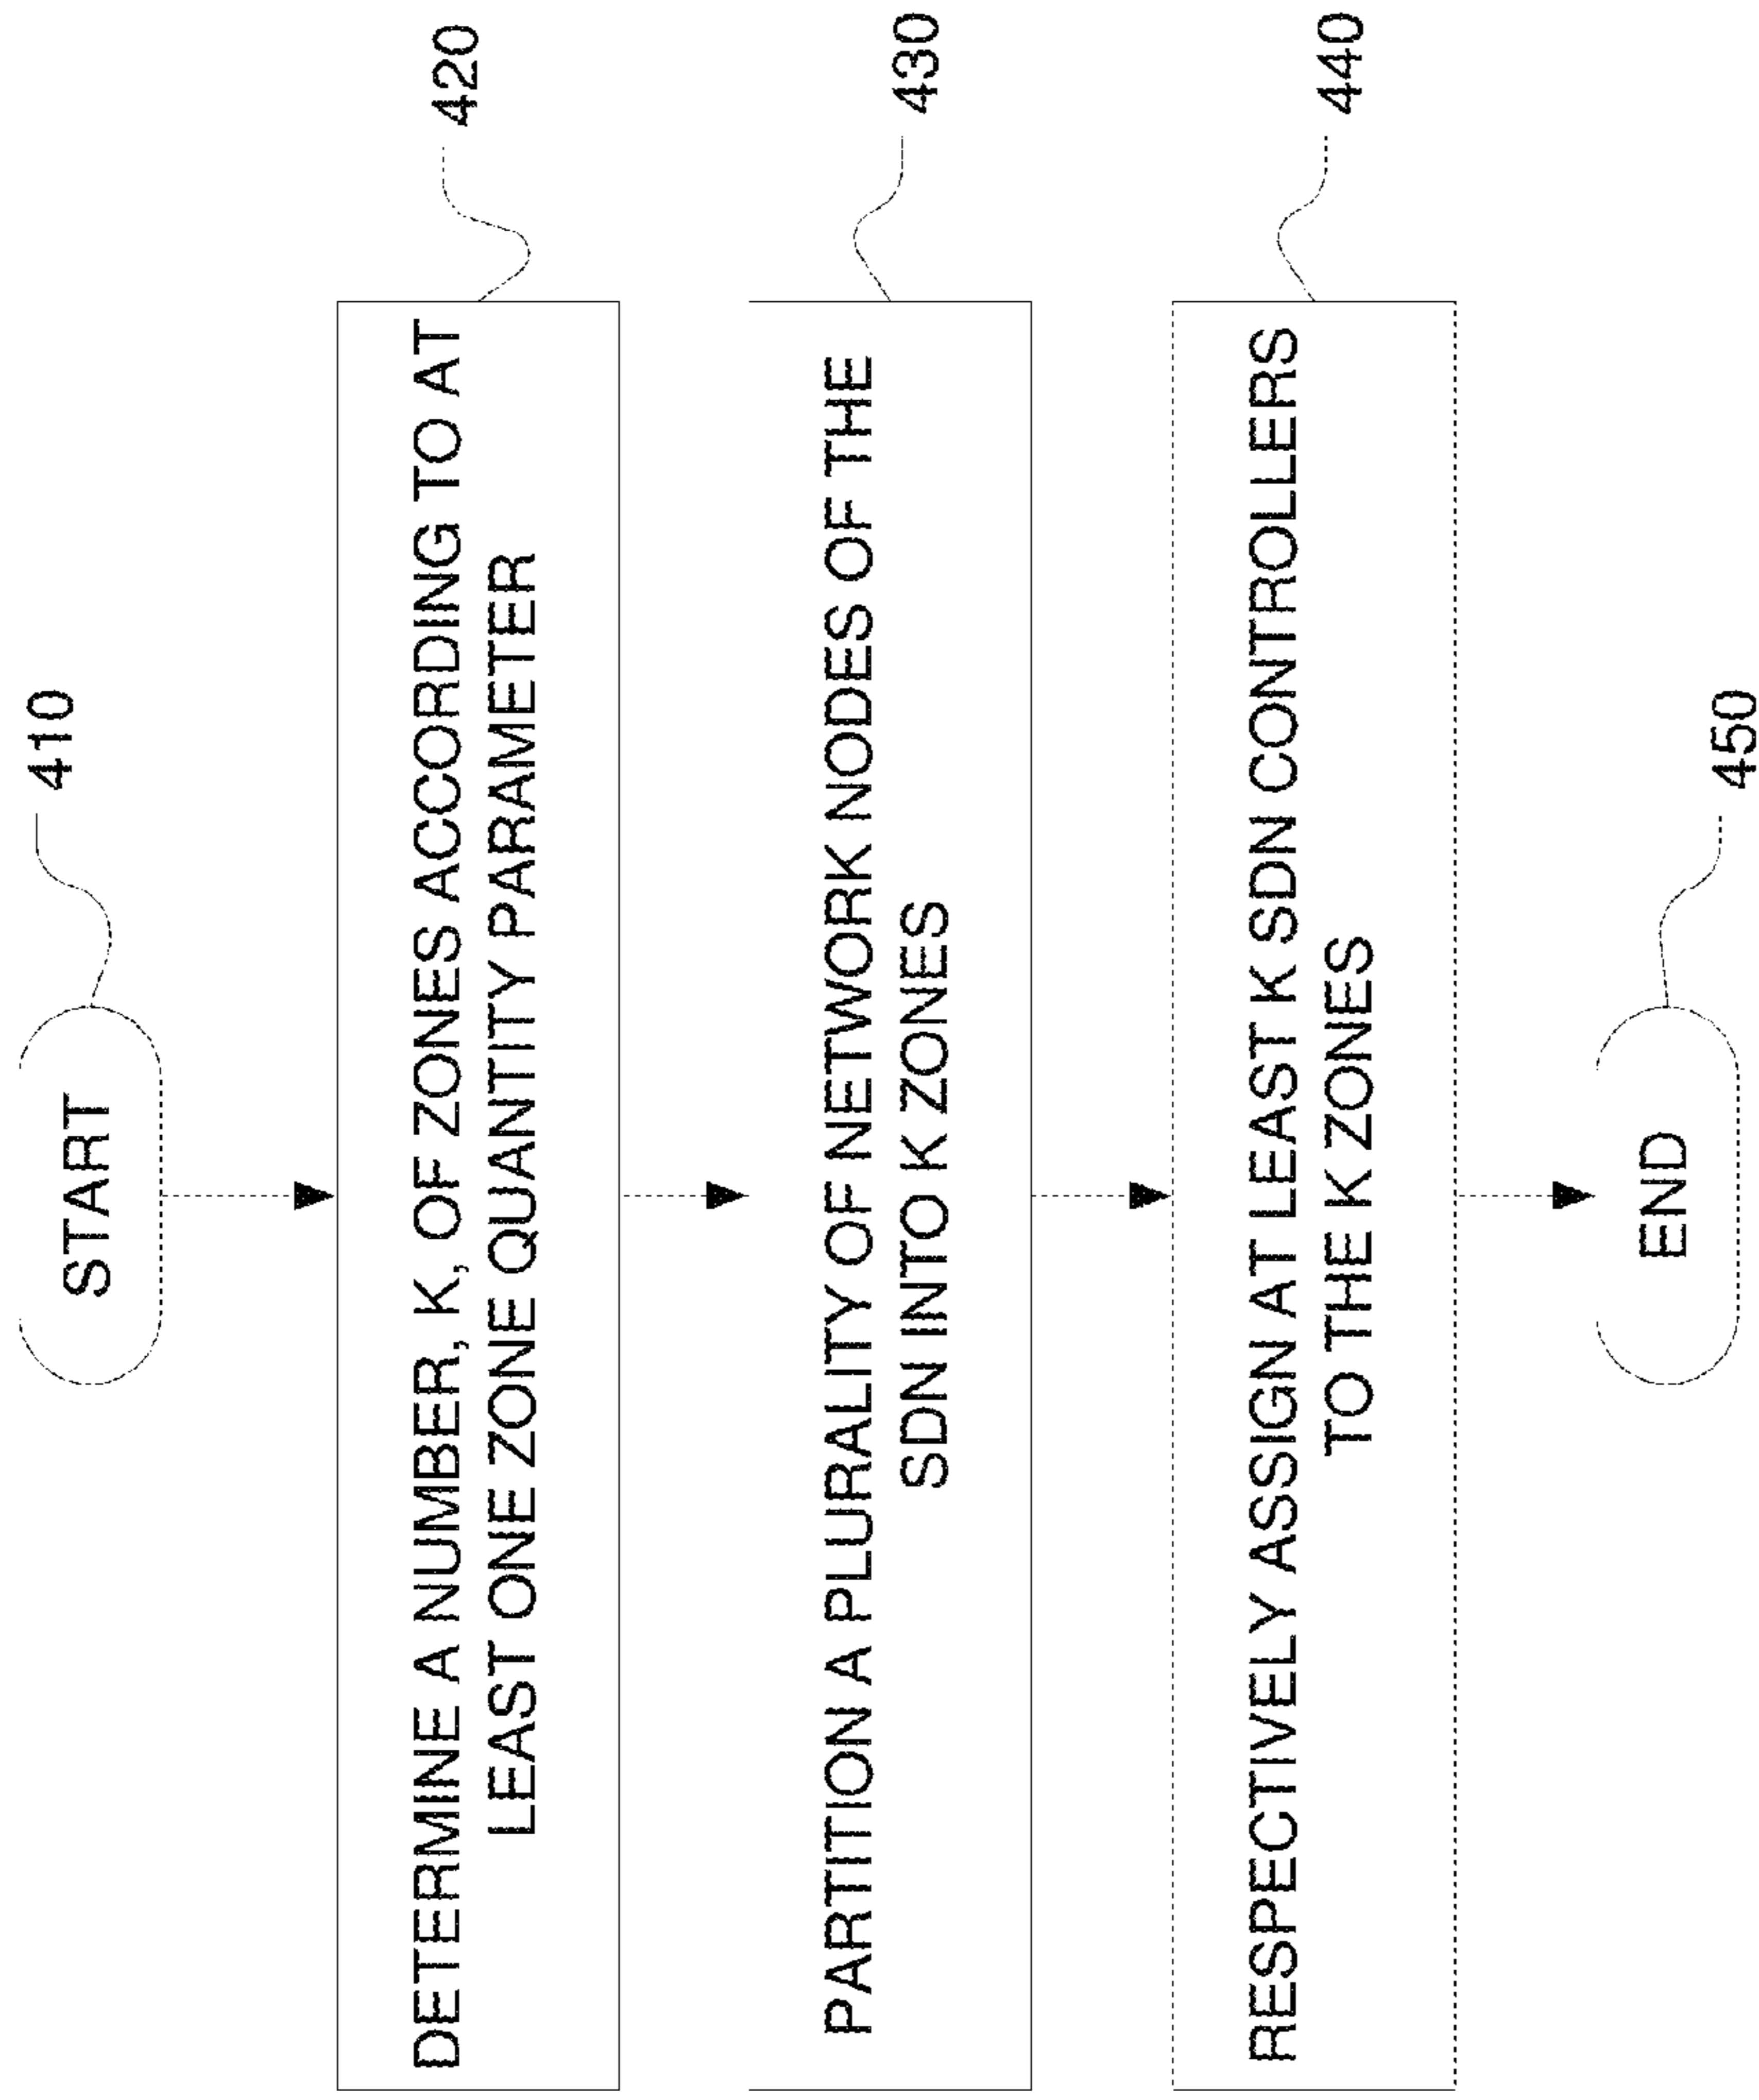 START
410
DETERMINE A NUMBER, K, OF ZONES ACCORDING TO AT
LEAST ONE ZONE QUANTITY PARAMETER
420
PARTITION A PLURALITY OF NETWORK NODES OF THE
SDN INTO K ZONES
430
RESPECTIVELY ASSIGN AT LEAST K SDN CONTROLLERS
TO THE K ZONES
440
END
450